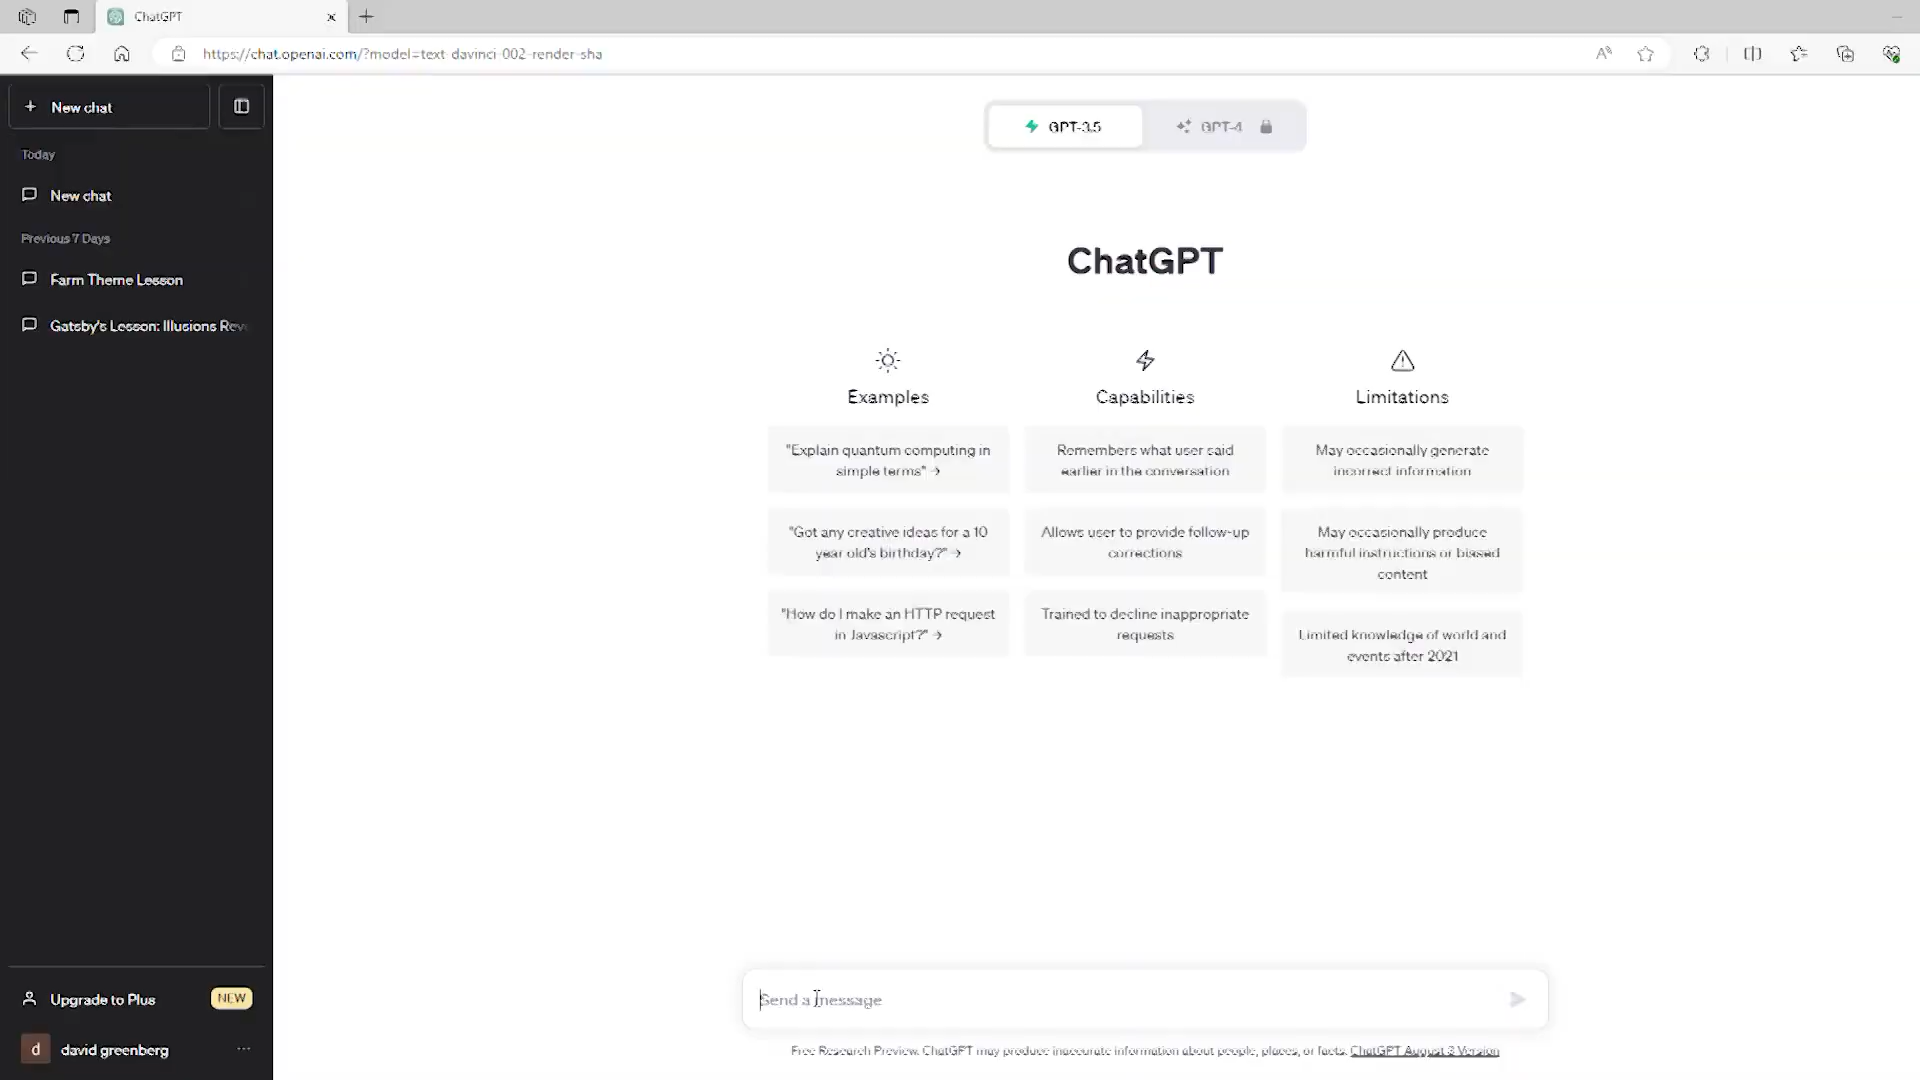 ChatGPT
https://chat.openai.com/?model=text-davinci-002-render-sha
New chat
Today
New chat
Previous 7 Days
Farm Theme Lesson
Gatsby's Lesson: Illusions Rev
Upgrade to Plus
NEW
d
david greenberg
GPT-3.5
GPT-4
ChatGPT
Examples
"Explain quantum computing in
simple terms" →
"Got any creative ideas for a 10
year old's birthday?" →
"How do I make an HTTP request
in Javascript?" →
Capabilities
Remembers what user said
earlier in the conversation
Allows user to provide follow-up
corrections
Trained to decline inappropriate
requests
Limitations
May occasionally generate
incorrect information
May occasionally produce
harmful instructions or biased
content
Limited knowledge of world and
events after 2021
Send a message
Free Research Preview. ChatGPT may produce inaccurate information about people, places, or facts. ChatGPT August 3 Version